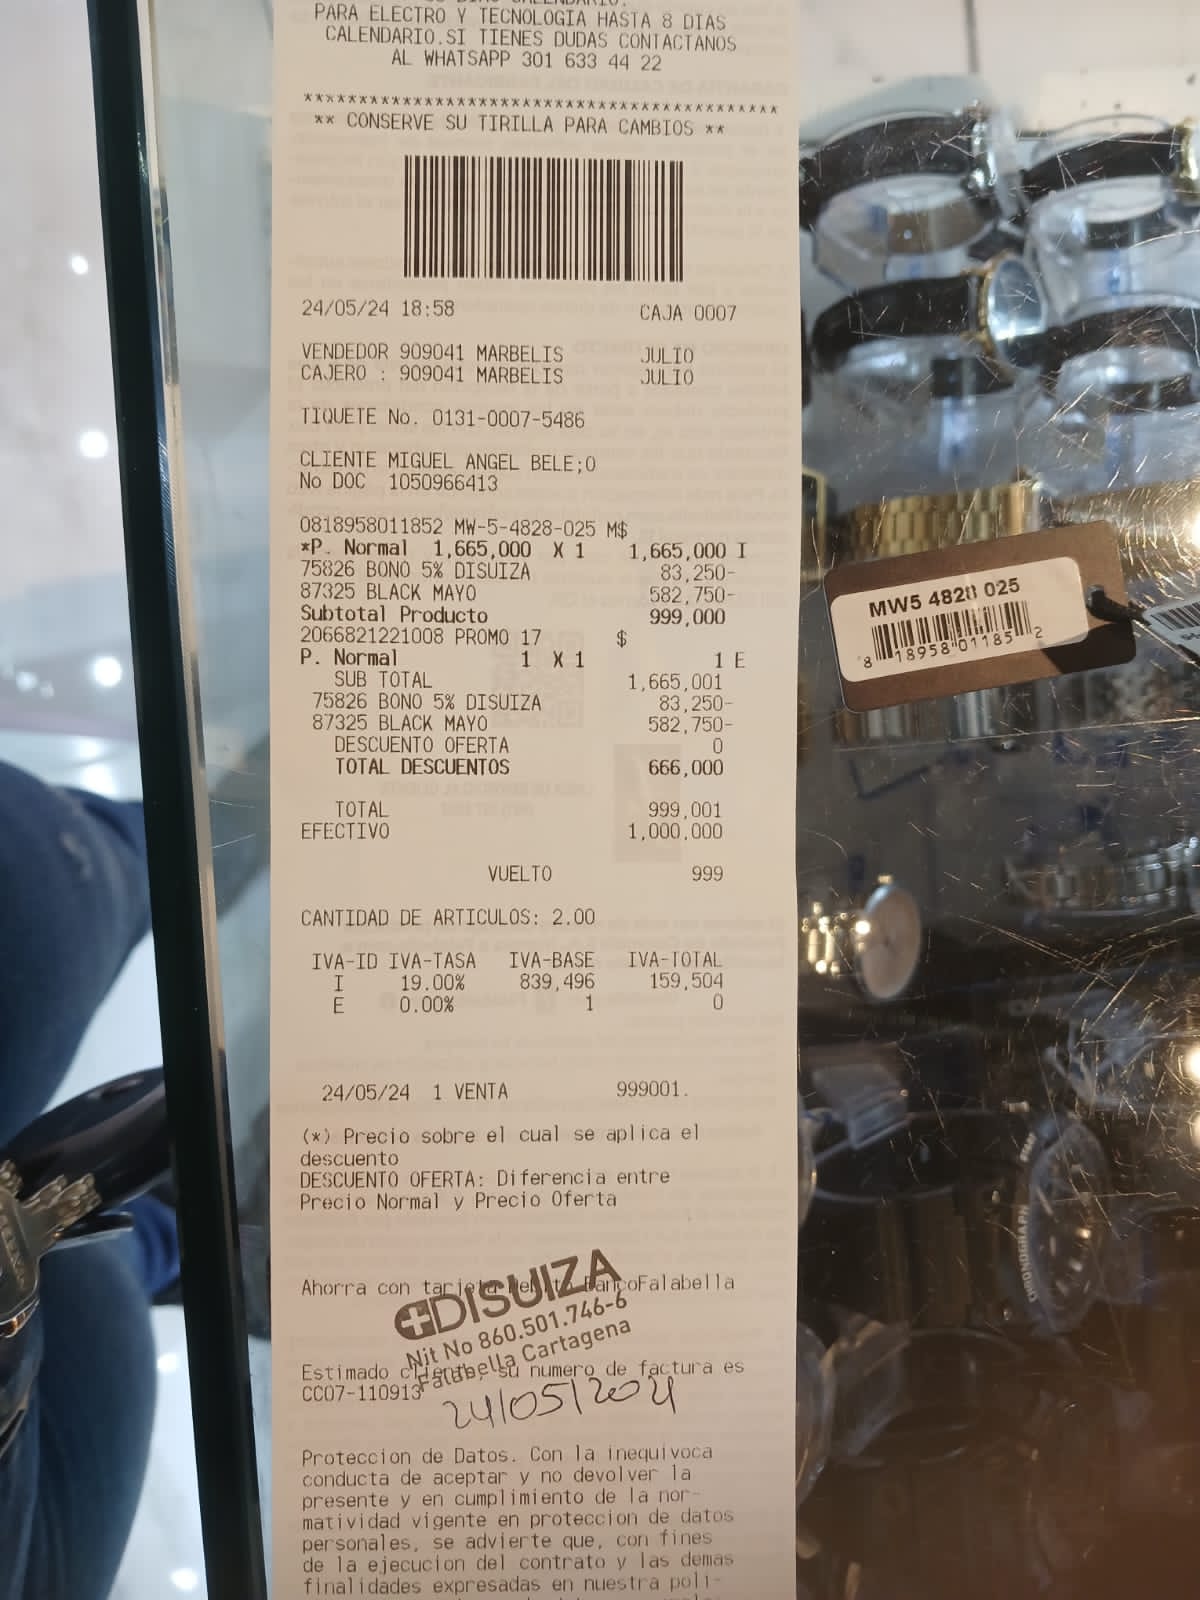 PARA ELECTRO Y TECNOLOGIA HASTA 8 DIAS
CALENDARIO.SI TIENES DUDAS CONTACTANOS
AL WHATSAPP 301 633 44 22
*******************************************
** CONSERVE SU TIRILLA PARA CAMBIOS **
24/05/24 18:58 CAJA 0007
VENDEDOR 909041 MARBELIS JULIO
CAJERO : 909041 MARBELIS JULIO
TIQUETE No. 0131-0007-5486
CLIENTE MIGUEL ANGEL BELE;O
No DOC 1050966413
0818958011852 MW-5-4828-025 M$
*P. Normal 1,665,000 X 1 1,665,000 I
75826 BONO 5% DISUIZA 83,250-
87325 BLACK MAYO 582,750-
Subtotal Producto 999,000
2066821221008 PROMO 17 $
P. Normal 1 X 1 1 E
SUB TOTAL 1,665,001
75826 BONO 5% DISUIZA 83,250-
87325 BLACK MAYO 582,750-
DESCUENTO OFERTA 0
TOTAL DESCUENTOS 666,000
TOTAL 999,001
EFECTIVO 1,000,000
VUELTO 999
CANTIDAD DE ARTICULOS: 2.00
IVA-ID IVA-TASA IVA-BASE IVA-TOTAL
I 19.00% 839,496 159,504
E 0.00% 1 0
24/05/24 1 VENTA 999001.
(*) Precio sobre el cual se aplica el
descuento
DESCUENTO OFERTA: Diferencia entre
Precio Normal y Precio Oferta
Ahorra con tarjeta Debito BancoFalabella
DISUIZA
Nit No 860.501.746-6
Falabella Cartagena
Estimado cliente, su numero de factura es
CC07-110913
24/05/2024
Proteccion de Datos. Con la inequivoca
conducta de aceptar y no devolver la
presente y en cumplimiento de la nor-
matividad vigente en proteccion de datos
personales, se advierte que, con fines
de la ejecucion del contrato y las demas
finalidades expresadas en nuestra poli-
MW5 4828 025
8 18958 01185 2
CHRONOGRAPH